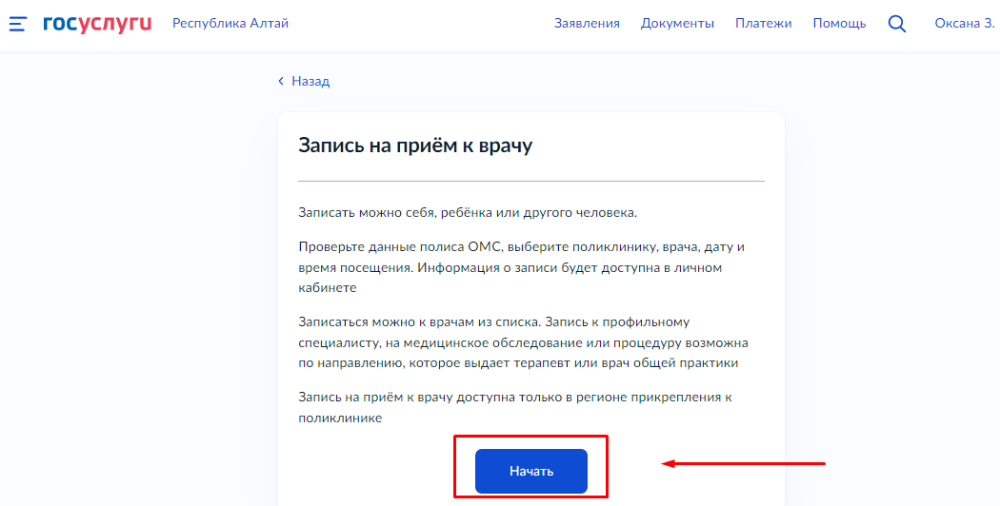 госуслуги Республика Алтай Заявления Документы Платежи Помощь Оксана З.
Назад
Запись на приём к врачу
Записать можно себя, ребёнка или другого человека.
Проверьте данные полиса ОМС, выберите поликлинику, врача, дату и
время посещения. Информация о записи будет доступна в личном
кабинете
Записаться можно к врачам из списка. Запись к профильному
специалисту, на медицинское обследование или процедуру возможна
по направлению, которое выдает терапевт или врач общей практики
Запись на приём к врачу доступна только в регионе прикрепления к
поликлинике
Начать